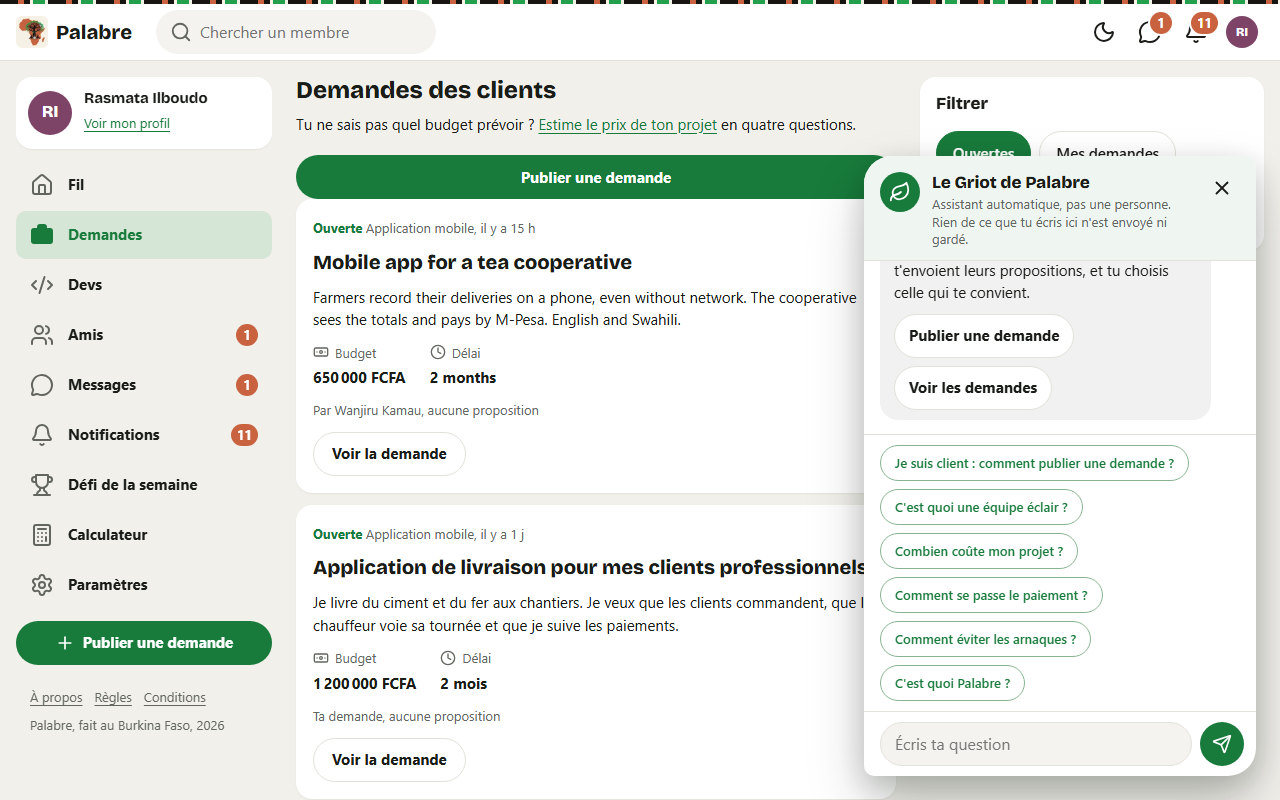 Palabre
Chercher un membre
1
11
RI
RI
Rasmata Ilboudo
Voir mon profil
Fil
Demandes
Devs
Amis
1
Messages
1
Notifications
11
Défi de la semaine
Calculateur
Paramètres
Publier une demande
À propos Règles Conditions
Palabre, fait au Burkina Faso, 2026
Demandes des clients
Tu ne sais pas quel budget prévoir ? Estime le prix de ton projet en quatre questions.
Publier une demande
Ouverte Application mobile, il y a 15 h
Mobile app for a tea cooperative
Farmers record their deliveries on a phone, even without network. The cooperative
sees the totals and pays by M-Pesa. English and Swahili.
Budget
650 000 FCFA
Délai
2 months
Par Wanjiru Kamau, aucune proposition
Voir la demande
Ouverte Application mobile, il y a 1 j
Application de livraison pour mes clients professionnels
Je livre du ciment et du fer aux chantiers. Je veux que les clients commandent, que
chauffeur voie sa tournée et que je suive les paiements.
Budget
1 200 000 FCFA
Délai
2 mois
Ta demande, aucune proposition
Voir la demande
Filtrer
Ouvertes
Mes demandes
Le Griot de Palabre
Assistant automatique, pas une personne.
Rien de ce que tu écris ici n'est envoyé ni
gardé.
t'envoient leurs propositions, et tu choisis
celle qui te convient.
Publier une demande
Voir les demandes
Je suis client : comment publier une demande ?
C'est quoi une équipe éclair ?
Combien coûte mon projet ?
Comment se passe le paiement ?
Comment éviter les arnaques ?
C'est quoi Palabre ?
Écris ta question